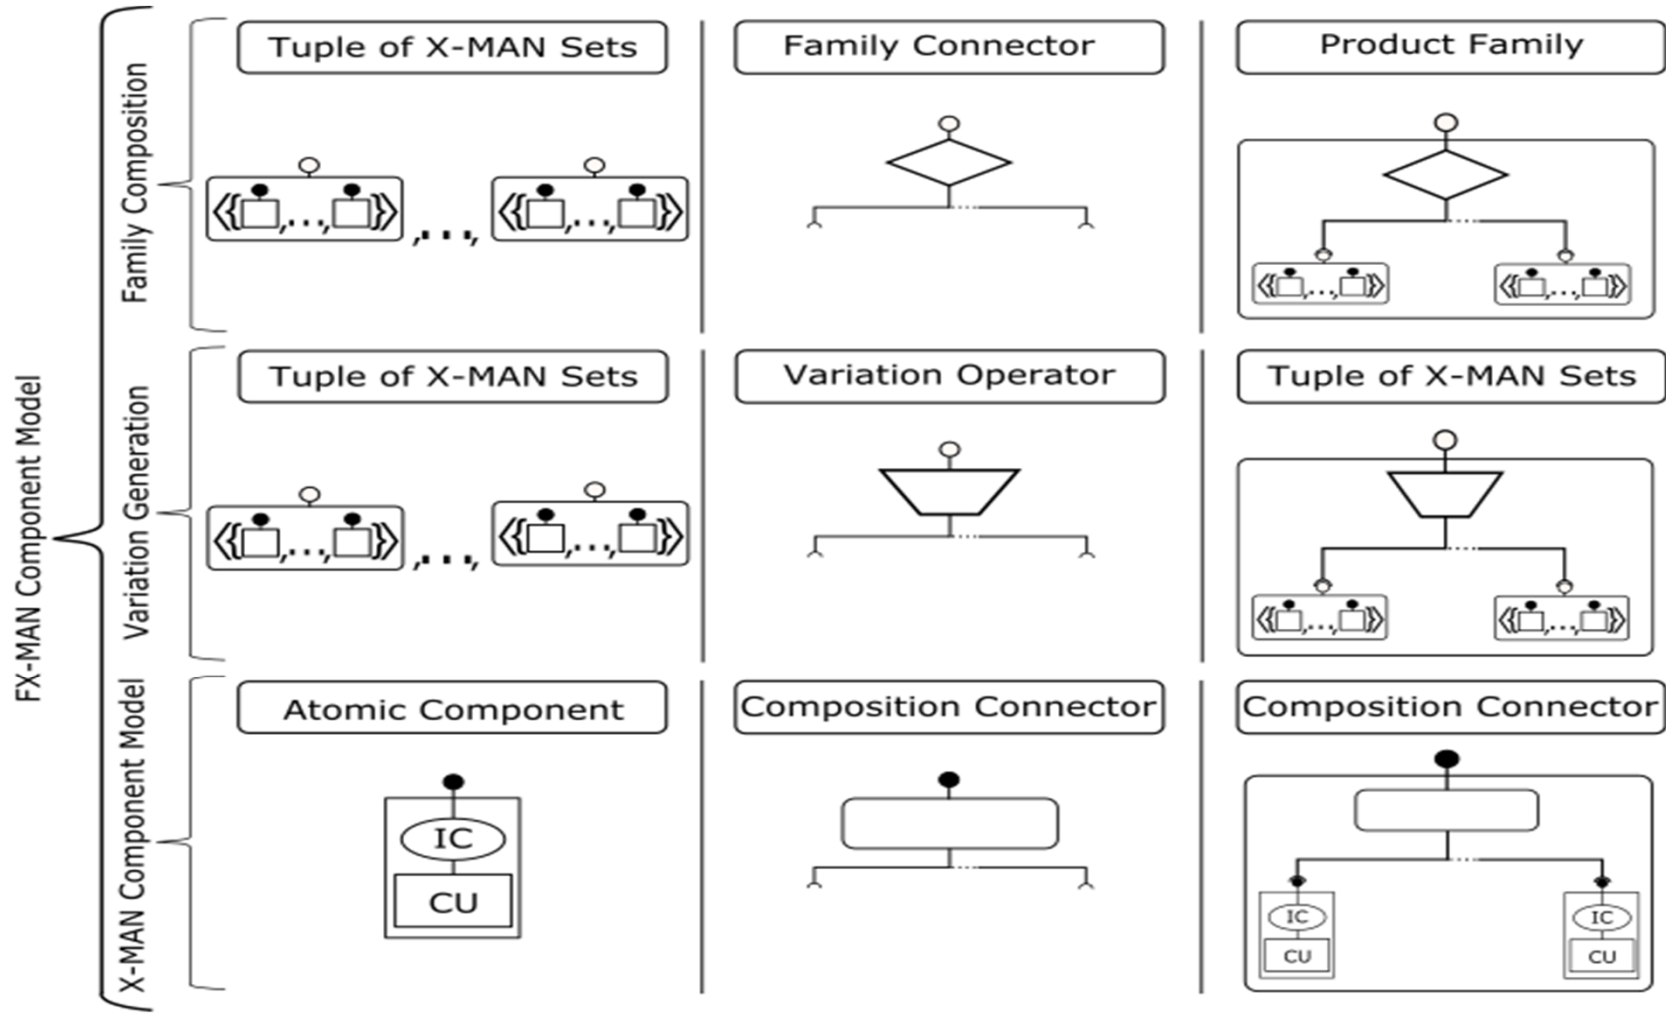 FX-MAN Component Model
Family Composition
Tuple of X-MAN Sets
Family Connector
Product Family
⟨{ ,..., }⟩ ,..., ⟨{ ,..., }⟩
⟨{ ,..., }⟩ ⟨{ ,..., }⟩
Variation Generation
Tuple of X-MAN Sets
Variation Operator
Tuple of X-MAN Sets
⟨{ ,..., }⟩ ,..., ⟨{ ,..., }⟩
⟨{ ,..., }⟩ ⟨{ ,..., }⟩
X-MAN Component Model
Atomic Component
Composition Connector
Composition Connector
IC
CU
IC
CU
IC
CU